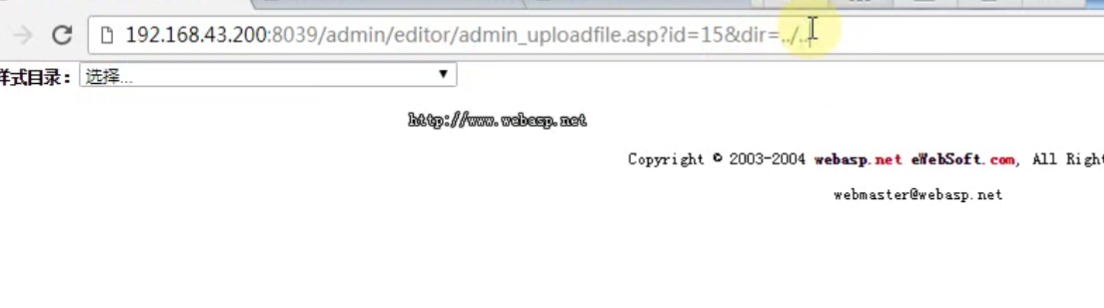 192.168.43.200:8039/admin/editor/admin_uploadfile.asp?id=15&dir=../..
样式目录： 选择...
http://www.webasp.net
Copyright © 2003-2004 webasp.net eWebSoft.com, All Right
webmaster@webasp.net